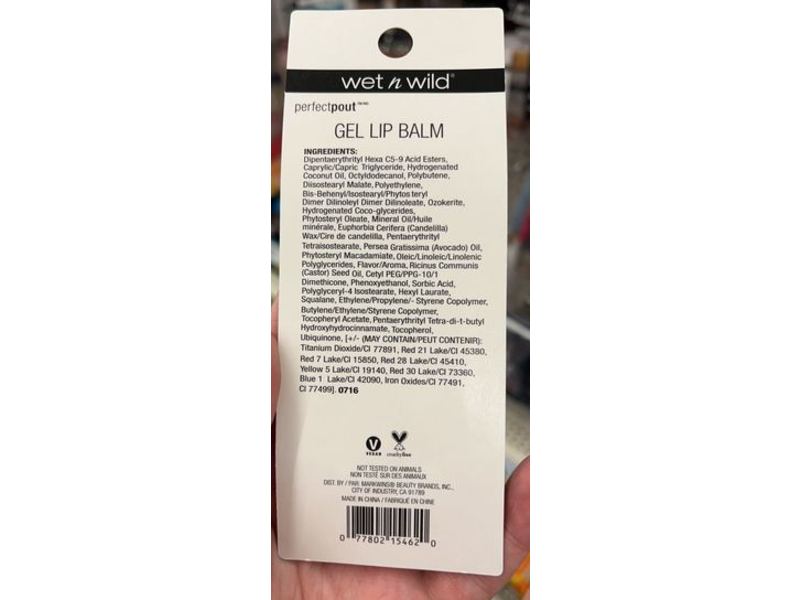 wet n wild®
perfectpout™/MD
GEL LIP BALM
INGREDIENTS:
Dipentaerythrityl Hexa C5-9 Acid Esters,
Caprylic/Capric Triglyceride, Hydrogenated
Coconut Oil, Octyldodecanol, Polybutene,
Diisostearyl Malate, Polyethylene,
Bis-Behenyl/Isostearyl/Phytosteryl
Dimer Dilinoleyl Dimer Dilinoleate, Ozokerite,
Hydrogenated Coco-glycerides,
Phytosteryl Oleate, Mineral Oil/Huile
minérale, Euphorbia Cerifera (Candelilla)
Wax/Cire de candelilla, Pentaerythrityl
Tetraisostearate, Persea Gratissima (Avocado) Oil,
Phytosteryl Macadamiate, Oleic/Linoleic/Linolenic
Polyglycerides, Flavor/Aroma, Ricinus Communis
(Castor) Seed Oil, Cetyl PEG/PPG-10/1
Dimethicone, Phenoxyethanol, Sorbic Acid,
Polyglyceryl-4 Isostearate, Hexyl Laurate,
Squalane, Ethylene/Propylene/- Styrene Copolymer,
Butylene/Ethylene/Styrene Copolymer,
Tocopheryl Acetate, Pentaerythrityl Tetra-di-t-butyl
Hydroxyhydrocinnamate, Tocopherol,
Ubiquinone, [+/- (MAY CONTAIN/PEUT CONTENIR):
Titanium Dioxide/CI 77891, Red 21 Lake/CI 45380,
Red 7 Lake/CI 15850, Red 28 Lake/CI 45410,
Yellow 5 Lake/CI 19140, Red 30 Lake/CI 73360,
Blue 1 Lake/CI 42090, Iron Oxides/CI 77491,
CI 77499]. 0716
V
VEGAN
crueltyfree
NOT TESTED ON ANIMALS
NON TESTÉ SUR DES ANIMAUX
DIST. BY / PAR: MARKWINS® BEAUTY BRANDS, INC.,
CITY OF INDUSTRY, CA 91789
MADE IN CHINA / FABRIQUÉ EN CHINE
0 77802 15462 0